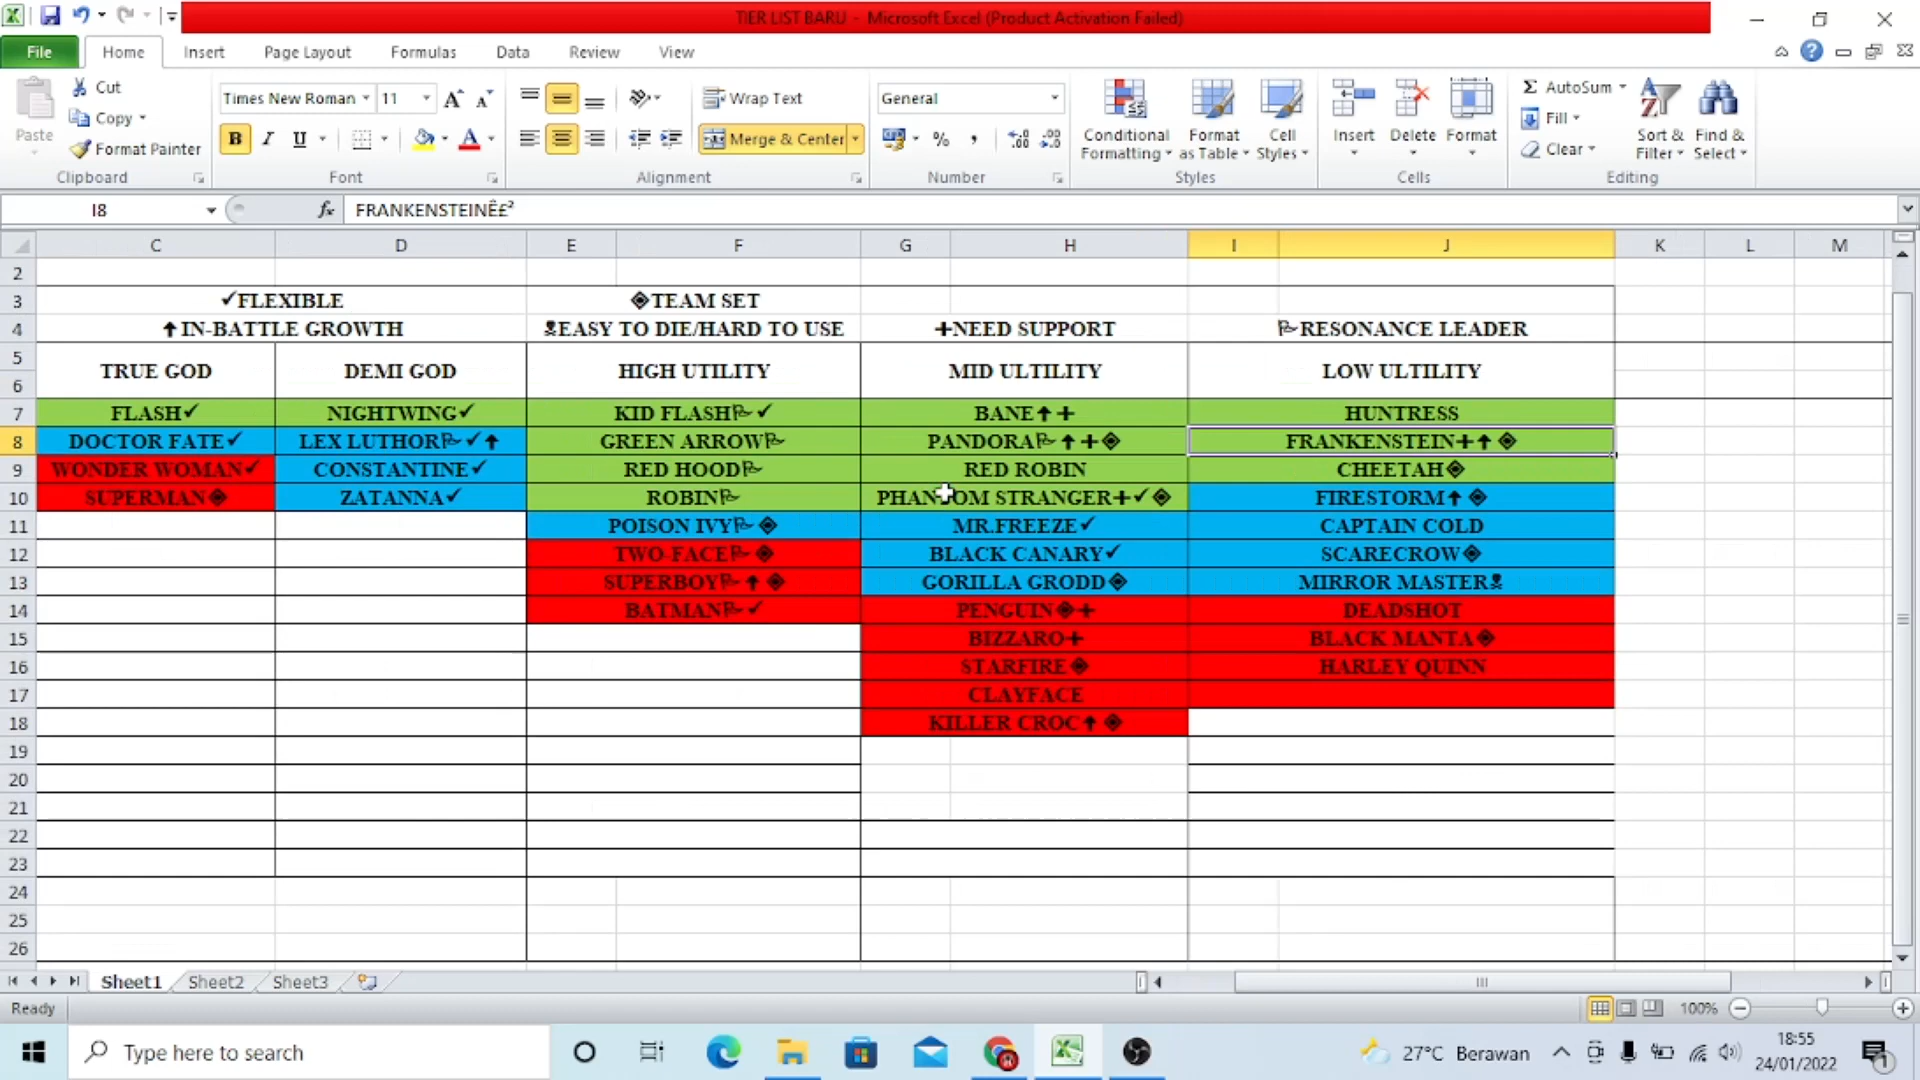 TIER LIST BARU - Microsoft Excel (Product Activation Failed)
File Home Insert Page Layout Formulas Data Review View
Paste Cut Copy Format Painter
Clipboard
Times New Roman 11
B I U
Font
Wrap Text
Merge & Center
Alignment
General
% ,
Number
Conditional Formatting Format as Table Cell Styles
Styles
Insert Delete Format
Cells
Σ AutoSum Fill Clear
Sort & Filter Find & Select
Editing
I8 fx FRANKENSTEINÊ£²
C D E F G H I J K L M
2
3 ✓FLEXIBLE ◈TEAM SET
4 ↑IN-BATTLE GROWTH ☠EASY TO DIE/HARD TO USE +NEED SUPPORT 🏱RESONANCE LEADER
5
TRUE GOD DEMI GOD HIGH UTILITY MID ULTILITY LOW ULTILITY
6
7 FLASH✓ NIGHTWING✓ KID FLASH🏱✓ BANE↑+ HUNTRESS
8 DOCTOR FATE✓ LEX LUTHOR🏱✓↑ GREEN ARROW🏱 PANDORA🏱↑+◈ FRANKENSTEIN+↑◈
9 WONDER WOMAN✓ CONSTANTINE✓ RED HOOD🏱 RED ROBIN CHEETAH◈
10 SUPERMAN◈ ZATANNA✓ ROBIN🏱 PHANTOM STRANGER+✓◈ FIRESTORM↑◈
11 POISON IVY🏱◈ MR.FREEZE✓ CAPTAIN COLD
12 TWO-FACE🏱◈ BLACK CANARY✓ SCARECROW◈
13 SUPERBOY🏱↑◈ GORILLA GRODD◈ MIRROR MASTER☠
14 BATMAN🏱✓ PENGUIN◈+ DEADSHOT
15 BIZZARO+ BLACK MANTA◈
16 STARFIRE◈ HARLEY QUINN
17 CLAYFACE
18 KILLER CROC↑◈
19
20
21
22
23
24
25
26
Sheet1 Sheet2 Sheet3
Ready 100%
Type here to search 27°C Berawan 18:55
24/01/2022 1